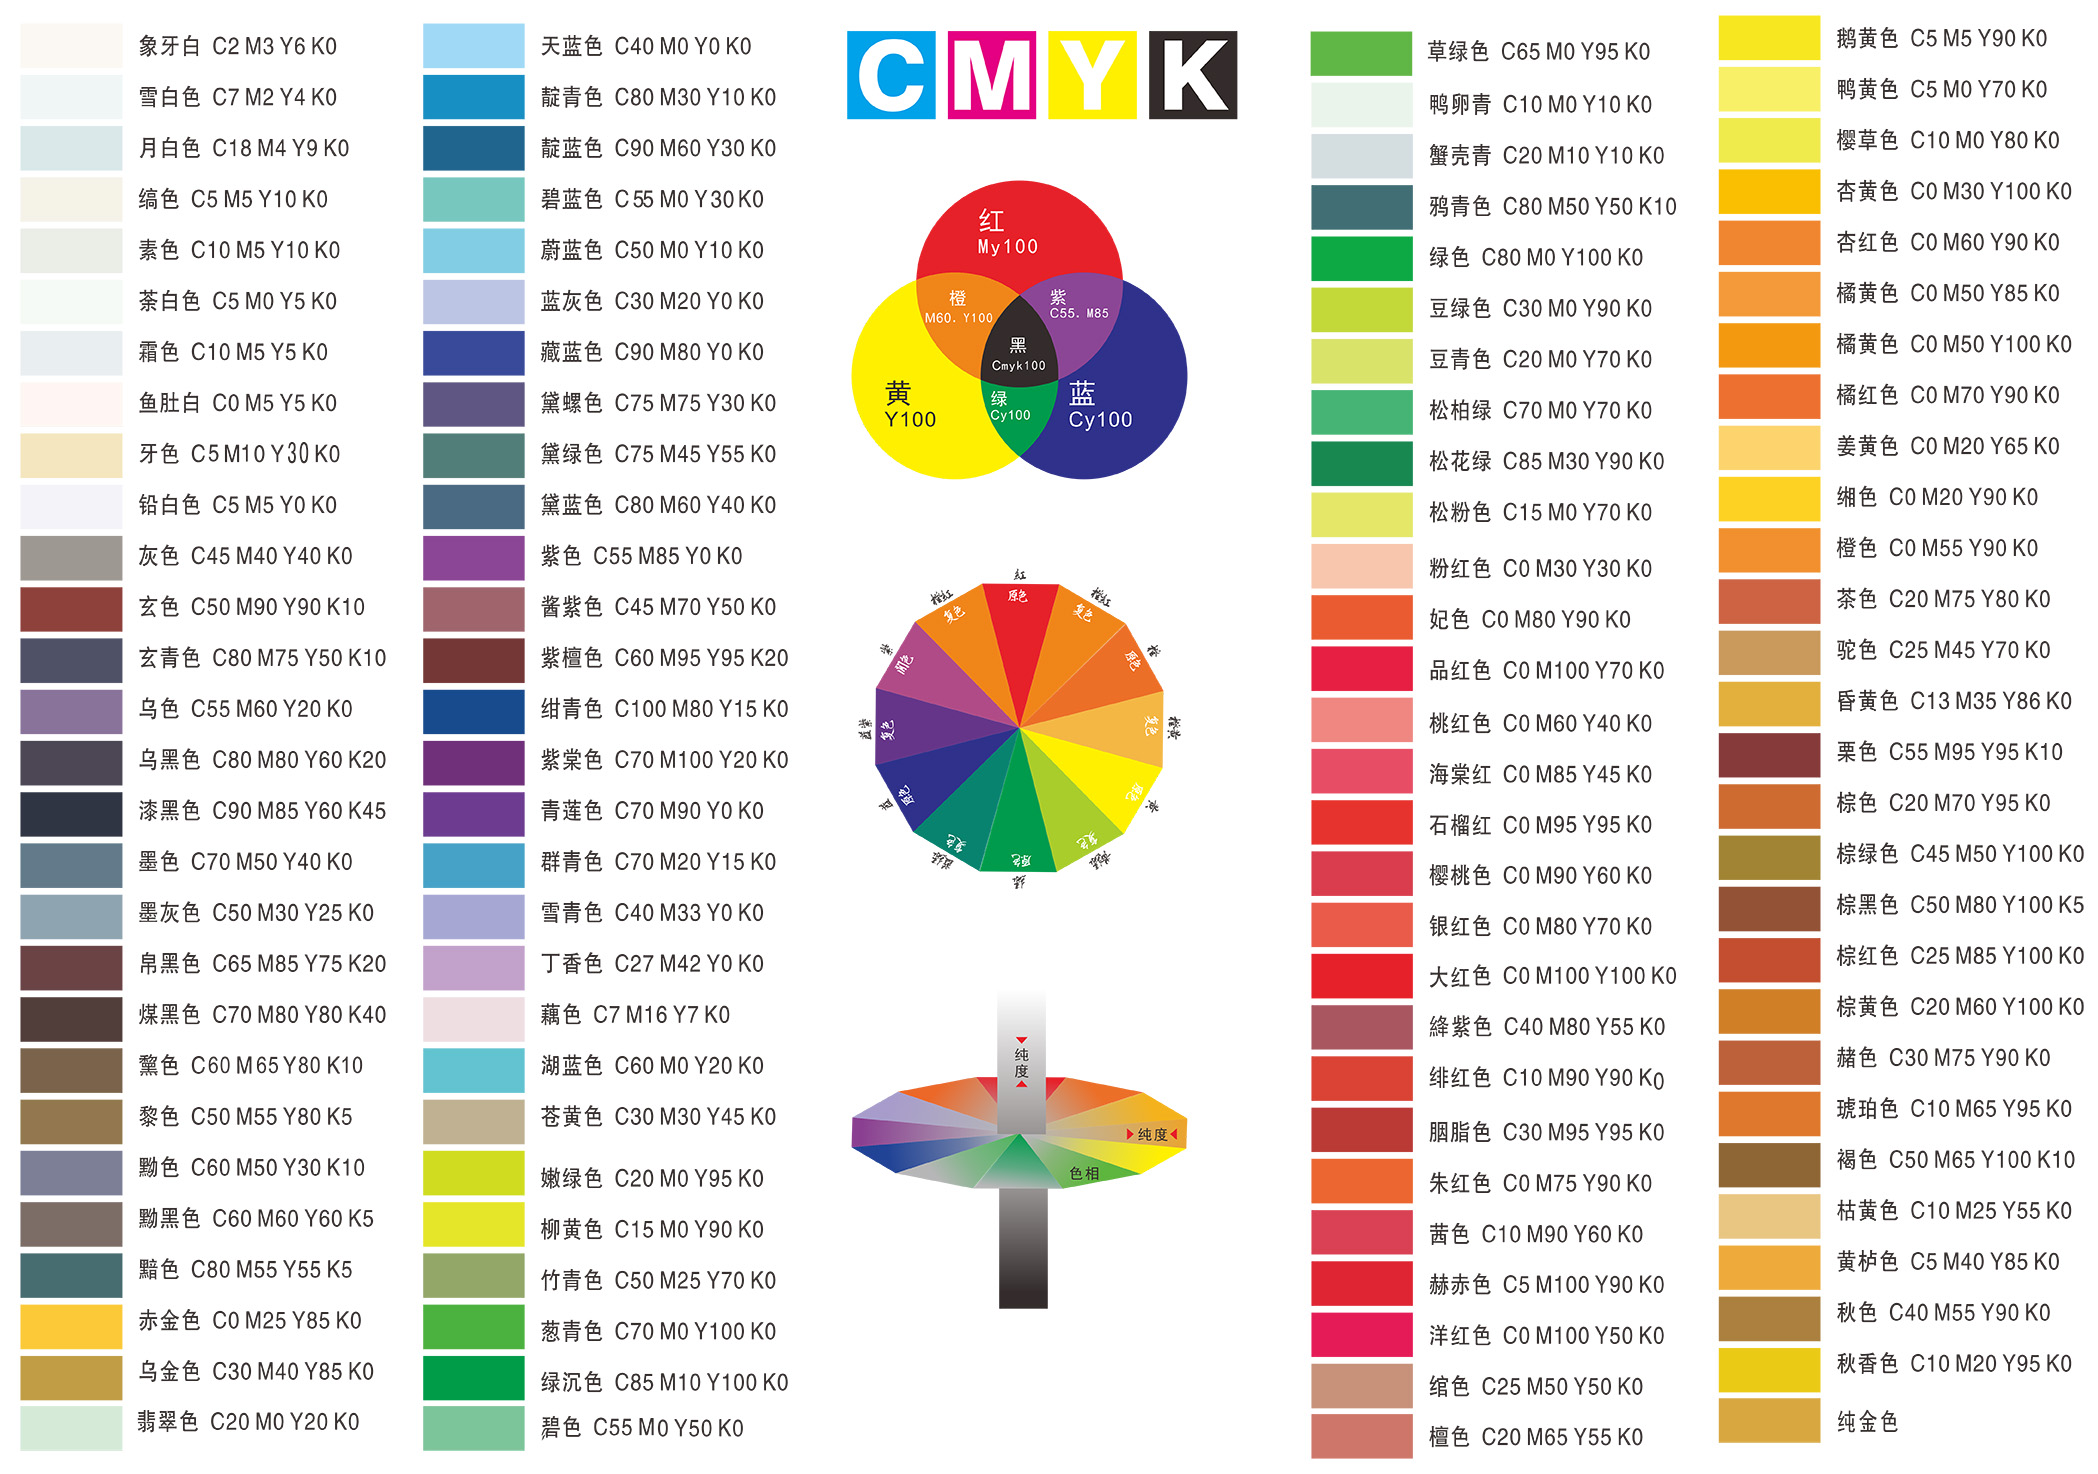 象牙白 C2 M3 Y6 K0
雪白色 C7 M2 Y4 K0
月白色 C18 M4 Y9 K0
缟色 C5 M5 Y10 K0
素色 C10 M5 Y10 K0
荼白色 C5 M0 Y5 K0
霜色 C10 M5 Y5 K0
鱼肚白 C0 M5 Y5 K0
牙色 C5 M10 Y30 K0
铅白色 C5 M5 Y0 K0
灰色 C45 M40 Y40 K0
玄色 C50 M90 Y90 K10
玄青色 C80 M75 Y50 K10
乌色 C55 M60 Y20 K0
乌黑色 C80 M80 Y60 K20
漆黑色 C90 M85 Y60 K45
墨色 C70 M50 Y40 K0
墨灰色 C50 M30 Y25 K0
帛黑色 C65 M85 Y75 K20
煤黑色 C70 M80 Y80 K40
黧色 C60 M65 Y80 K10
黎色 C50 M55 Y80 K5
黝色 C60 M50 Y30 K10
黝黑色 C60 M60 Y60 K5
黯色 C80 M55 Y55 K5
赤金色 C0 M25 Y85 K0
乌金色 C30 M40 Y85 K0
翡翠色 C20 M0 Y20 K0
天蓝色 C40 M0 Y0 K0
靛青色 C80 M30 Y10 K0
靛蓝色 C90 M60 Y30 K0
碧蓝色 C55 M0 Y30 K0
蔚蓝色 C50 M0 Y10 K0
蓝灰色 C30 M20 Y0 K0
藏蓝色 C90 M80 Y0 K0
黛螺色 C75 M75 Y30 K0
黛绿色 C75 M45 Y55 K0
黛蓝色 C80 M60 Y40 K0
紫色 C55 M85 Y0 K0
酱紫色 C45 M70 Y50 K0
紫檀色 C60 M95 Y95 K20
绀青色 C100 M80 Y15 K0
紫棠色 C70 M100 Y20 K0
青莲色 C70 M90 Y0 K0
群青色 C70 M20 Y15 K0
雪青色 C40 M33 Y0 K0
丁香色 C27 M42 Y0 K0
藕色 C7 M16 Y7 K0
湖蓝色 C60 M0 Y20 K0
苍黄色 C30 M30 Y45 K0
嫩绿色 C20 M0 Y95 K0
柳黄色 C15 M0 Y90 K0
竹青色 C50 M25 Y70 K0
葱青色 C70 M0 Y100 K0
绿沉色 C85 M10 Y100 K0
碧色 C55 M0 Y50 K0
CMYK
红
My100
橙
M60. Y100
紫
C55. M85
黑
Cmyk100
黄
Y100
绿
Cy100
蓝
Cy100
红
原色
橙红
复色
橙红
复色
橙
原色
橙黄
复色
黄
原色
黄绿
复色
绿
原色
蓝绿
复色
蓝
原色
蓝紫
复色
紫
间色
纯度
纯度
色相
草绿色 C65 M0 Y95 K0
鸭卵青 C10 M0 Y10 K0
蟹壳青 C20 M10 Y10 K0
鸦青色 C80 M50 Y50 K10
绿色 C80 M0 Y100 K0
豆绿色 C30 M0 Y90 K0
豆青色 C20 M0 Y70 K0
松柏绿 C70 M0 Y70 K0
松花绿 C85 M30 Y90 K0
松粉色 C15 M0 Y70 K0
粉红色 C0 M30 Y30 K0
妃色 C0 M80 Y90 K0
品红色 C0 M100 Y70 K0
桃红色 C0 M60 Y40 K0
海棠红 C0 M85 Y45 K0
石榴红 C0 M95 Y95 K0
樱桃色 C0 M90 Y60 K0
银红色 C0 M80 Y70 K0
大红色 C0 M100 Y100 K0
绛紫色 C40 M80 Y55 K0
绯红色 C10 M90 Y90 K0
胭脂色 C30 M95 Y95 K0
朱红色 C0 M75 Y90 K0
茜色 C10 M90 Y60 K0
赫赤色 C5 M100 Y90 K0
洋红色 C0 M100 Y50 K0
绾色 C25 M50 Y50 K0
檀色 C20 M65 Y55 K0
鹅黄色 C5 M5 Y90 K0
鸭黄色 C5 M0 Y70 K0
樱草色 C10 M0 Y80 K0
杏黄色 C0 M30 Y100 K0
杏红色 C0 M60 Y90 K0
橘黄色 C0 M50 Y85 K0
橘黄色 C0 M50 Y100 K0
橘红色 C0 M70 Y90 K0
姜黄色 C0 M20 Y65 K0
缃色 C0 M20 Y90 K0
橙色 C0 M55 Y90 K0
茶色 C20 M75 Y80 K0
驼色 C25 M45 Y70 K0
昏黄色 C13 M35 Y86 K0
栗色 C55 M95 Y95 K10
棕色 C20 M70 Y95 K0
棕绿色 C45 M50 Y100 K0
棕黑色 C50 M80 Y100 K5
棕红色 C25 M85 Y100 K0
棕黄色 C20 M60 Y100 K0
赭色 C30 M75 Y90 K0
琥珀色 C10 M65 Y95 K0
褐色 C50 M65 Y100 K10
枯黄色 C10 M25 Y55 K0
黄栌色 C5 M40 Y85 K0
秋色 C40 M55 Y90 K0
秋香色 C10 M20 Y95 K0
纯金色